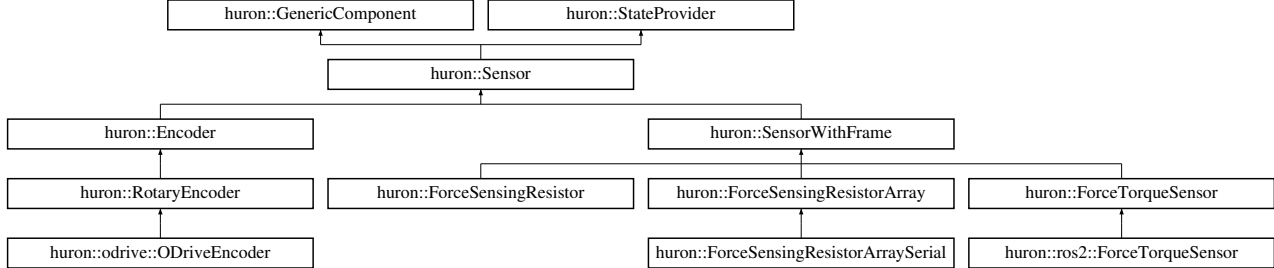 huron::GenericComponent
huron::StateProvider
huron::Sensor
huron::Encoder
huron::SensorWithFrame
huron::RotaryEncoder
huron::ForceSensingResistor
huron::ForceSensingResistorArray
huron::ForceTorqueSensor
huron::odrive::ODriveEncoder
huron::ForceSensingResistorArraySerial
huron::ros2::ForceTorqueSensor